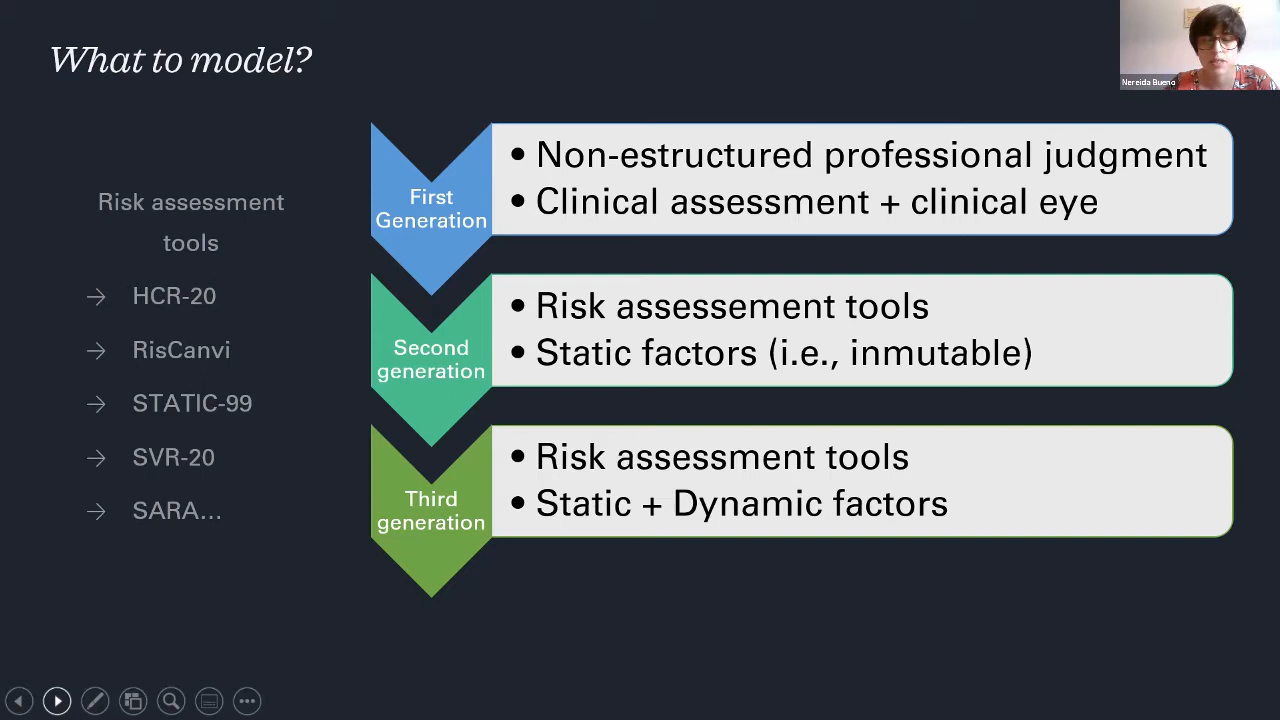 What to model?
Nereida Bueno
Risk assessment
tools
→ HCR-20
→ RisCanvi
→ STATIC-99
→ SVR-20
→ SARA...
First
Generation
• Non-estructured professional judgment
• Clinical assessment + clinical eye
Second
generation
• Risk assessement tools
• Static factors (i.e., inmutable)
Third
generation
• Risk assessment tools
• Static + Dynamic factors